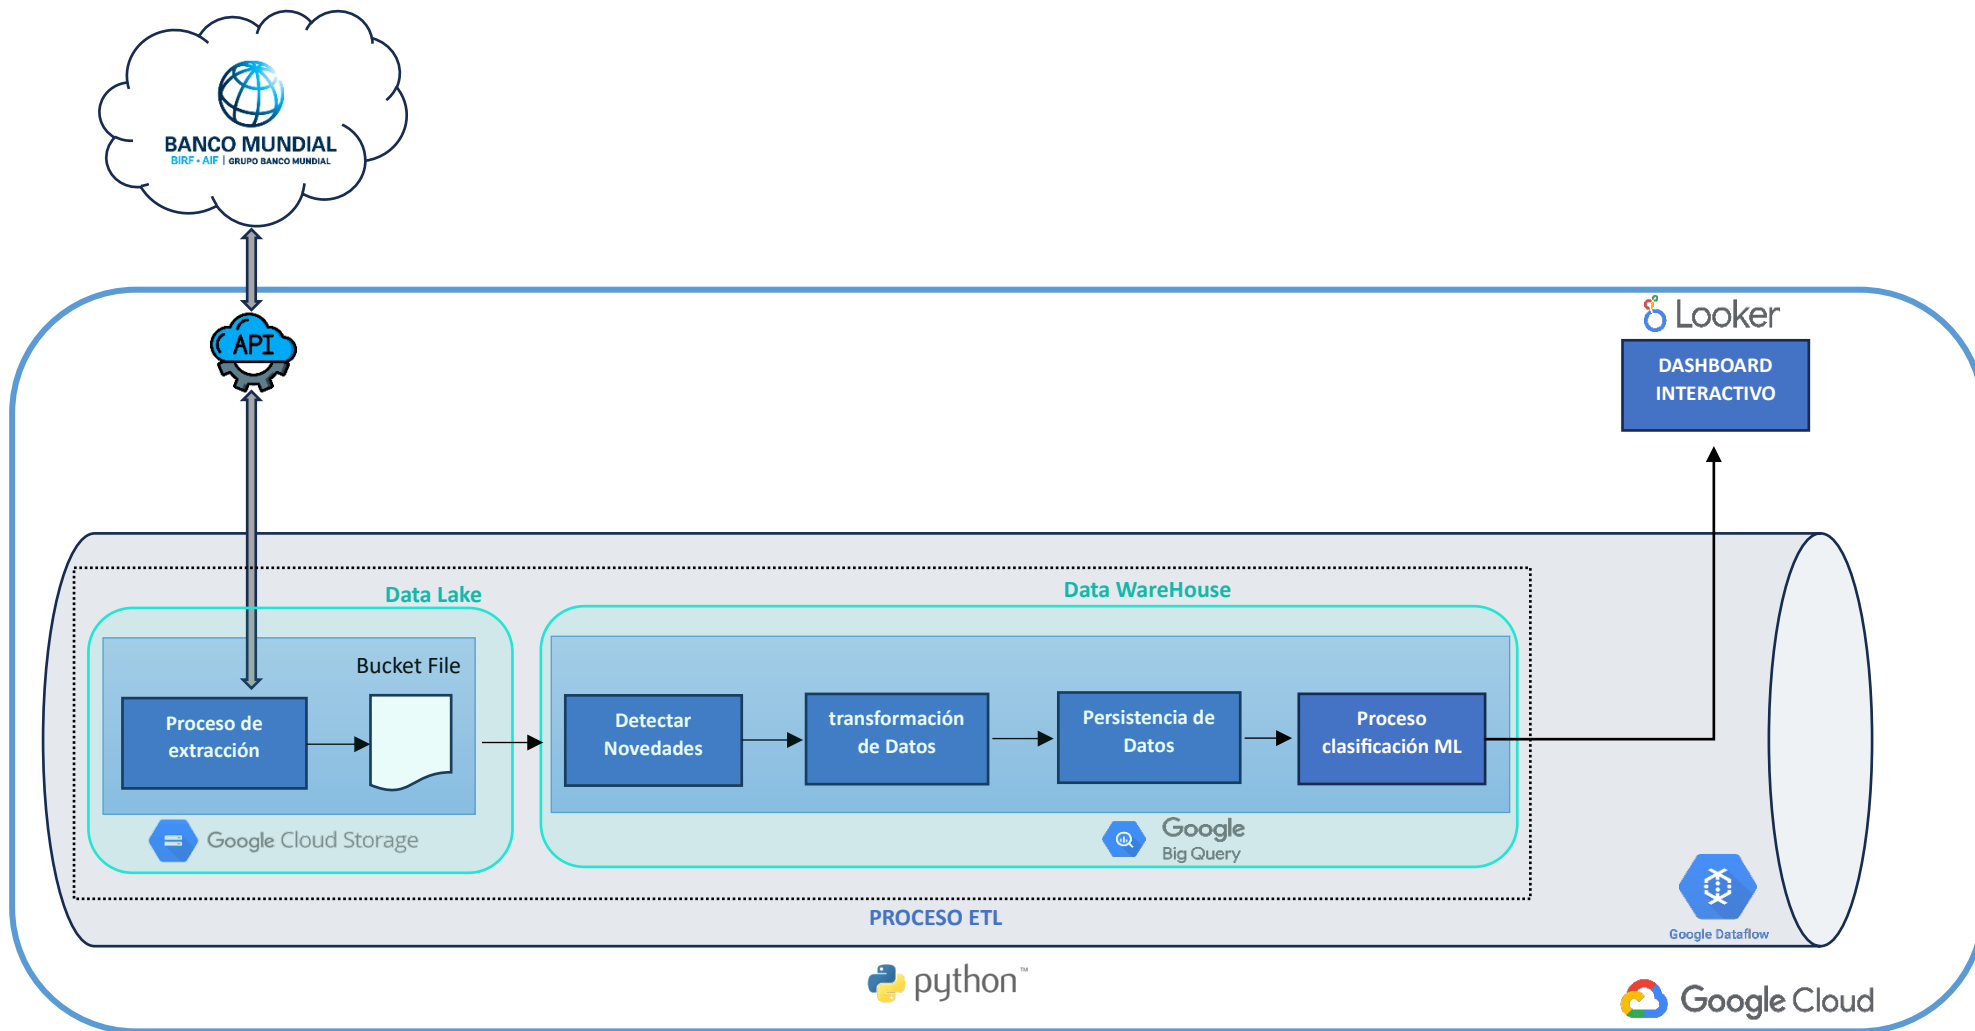 BANCO MUNDIAL
BIRF • AIF | GRUPO BANCO MUNDIAL
API
Looker
DASHBOARD
INTERACTIVO
Data Lake
Data WareHouse
Bucket File
Proceso de
extracción
Detectar
Novedades
transformación
de Datos
Persistencia de
Datos
Proceso
clasificación ML
Google Cloud Storage
Google
Big Query
PROCESO ETL
Google Dataflow
python™
Google Cloud